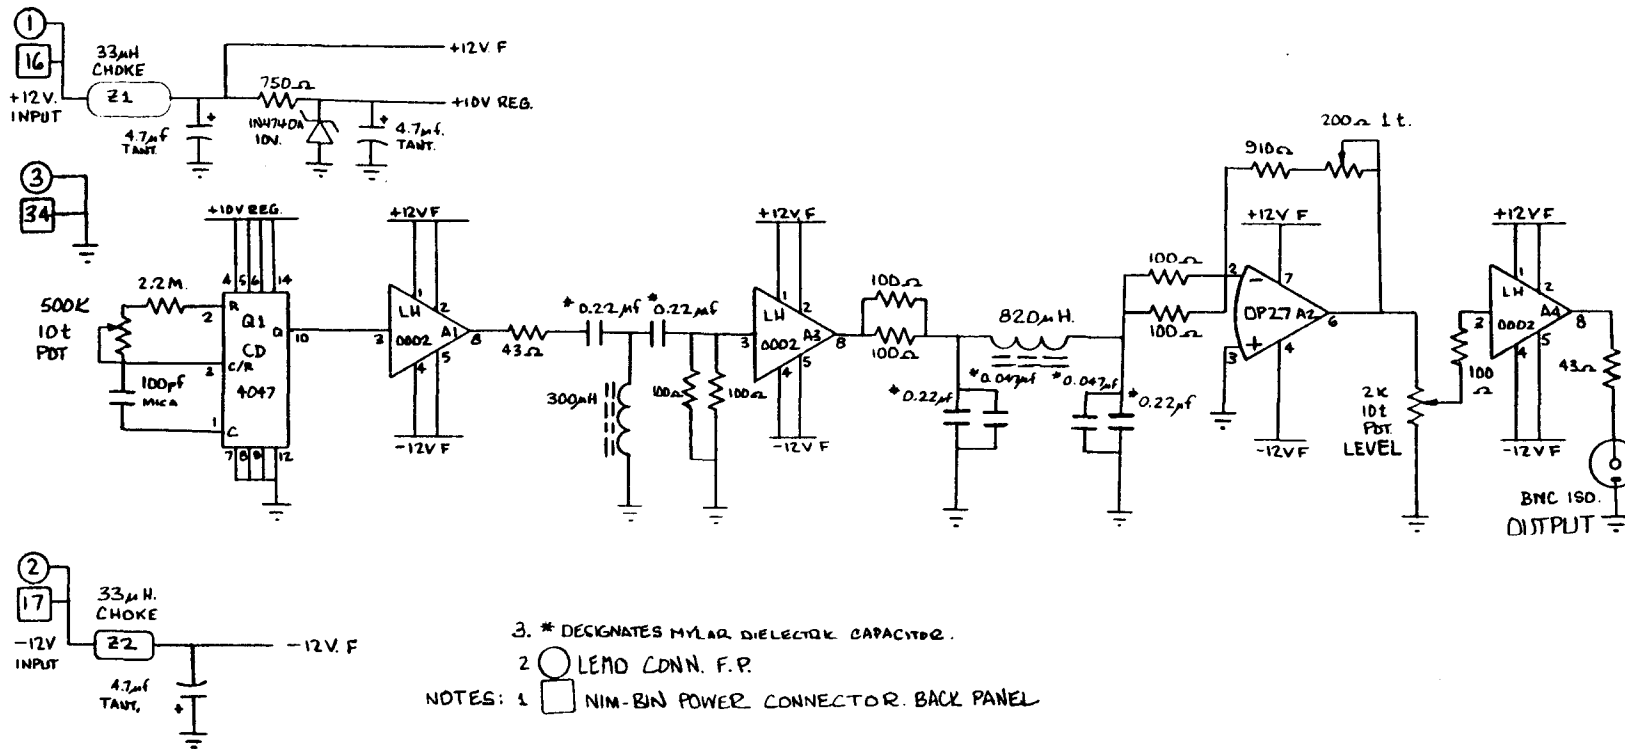 1
16
+12V.
INPUT
33µH
CHOKE
Z1
4.7µf
TANT.
+12V. F
750Ω
1N4740A
10V.
+10V REG.
4.7µf.
TANT.
3
34
+10V REG.
4 5 6 14
500K
10t
POT
2.2M.
100pf
MICA
R
2
Q1
CD
4047
Q
10
C/R
3
1
C
7 8 9 12
+12V F
1
2
LH
0002
A1
3
8
4
5
-12V F
43Ω
*0.22µf
*0.22µf
300µH
100Ω
100Ω
+12V F
1
2
LH
0002
A3
3
8
4
5
-12V F
100Ω
100Ω
820µH.
*0.22µf
*0.047µf
*0.047µf
*0.22µf
100Ω
100Ω
910Ω
200Ω 1t.
+12V F
7
2
-
OP27 A2
6
+
3
4
-12V F
2K
10t
POT.
LEVEL
100
Ω
+12V F
1
2
LH
0002
A4
2
8
4
5
-12V F
43Ω
BNC ISO.
OUTPUT
2
17
-12V
INPUT
33µH.
CHOKE
Z2
-12V. F
4.7µf
TANT.
3. * DESIGNATES MYLAR DIELECTRIC CAPACITOR.
2 LEMO CONN. F.P.
NOTES: 1 NIM-BIN POWER CONNECTOR. BACK PANEL